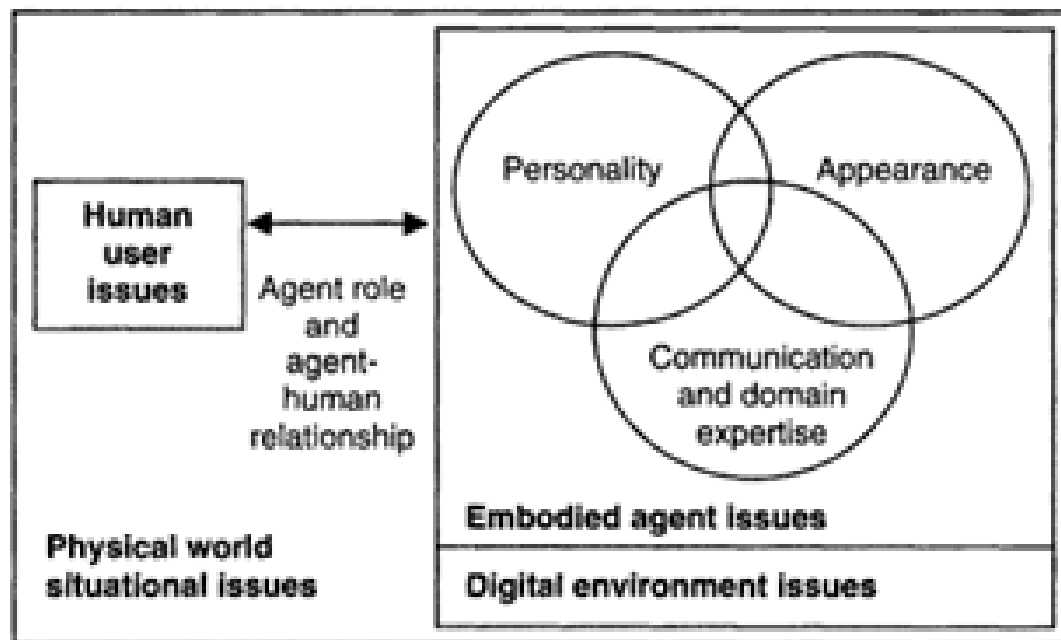 Human
user
issues
Agent role
and
agent-
human
relationship
Physical world
situational issues
Personality
Appearance
Communication
and domain
expertise
Embodied agent issues
Digital environment issues